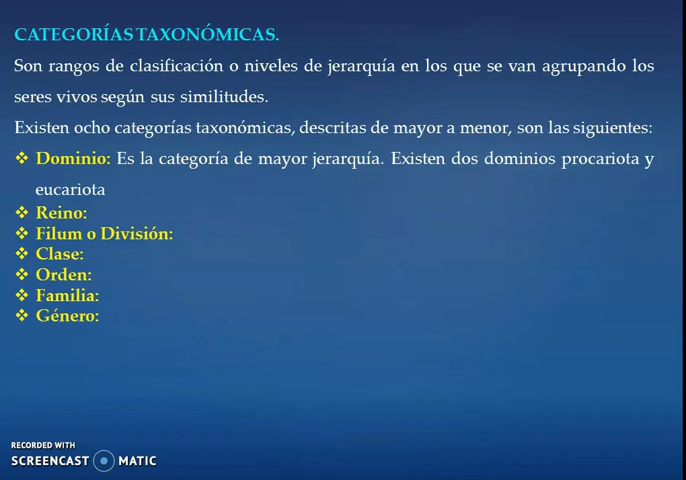 CATEGORÍAS TAXONÓMICAS.
Son rangos de clasificación o niveles de jerarquía en los que se van agrupando los
seres vivos según sus similitudes.
Existen ocho categorías taxonómicas, descritas de mayor a menor, son las siguientes:
❖ Dominio: Es la categoría de mayor jerarquía. Existen dos dominios procariota y
eucariota
❖ Reino:
❖ Filum o División:
❖ Clase:
❖ Orden:
❖ Familia:
❖ Género:
RECORDED WITH
SCREENCAST MATIC